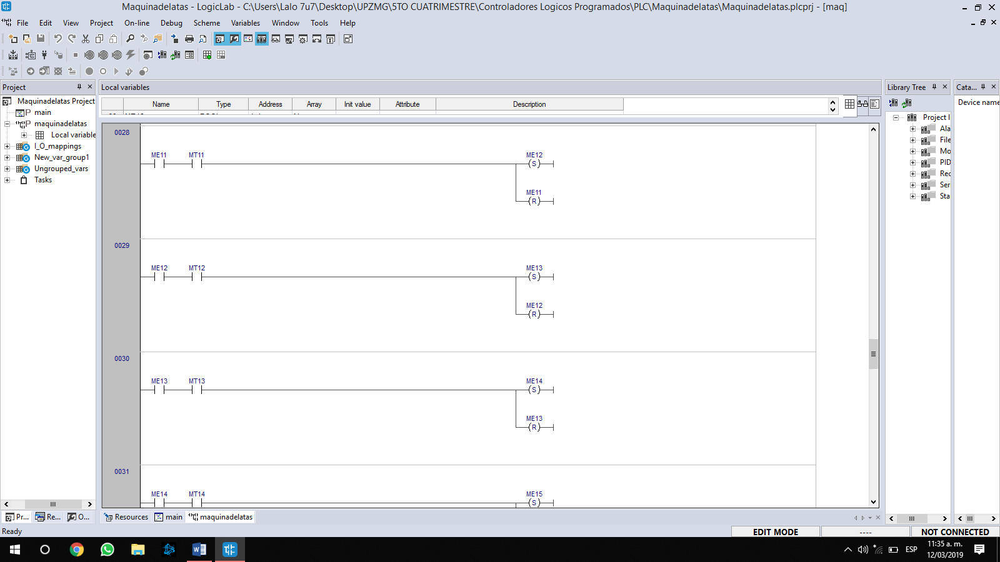 Maquinadelatas - LogicLab - C:\Users\Lalo 7u7\Desktop\UPZMG\5TO CUATRIMESTRE\Controladores Logicos Programados\PLC\Maquinadelatas\Maquinadelatas.plcprj - [maq]
File Edit View Project On-line Debug Scheme Variables Window Tools Help
Project
Maquinadelatas Project
main
maquinadelatas
Local variable
I_O_mappings
New_var_group1
Ungrouped_vars
Tasks
Local variables
Name Type Address Array Init value Attribute Description
0028
ME11 MT11 ME12
S
ME11
R
0029
ME12 MT12 ME13
S
ME12
R
0030
ME13 MT13 ME14
S
ME13
R
0031
ME14 MT14 ME15
S
Library Tree
Project l
Ala
File
Mo
PID
Rec
Ser
Sta
Cata...
Device name
Pr... Re... O...
Resources main maquinadelatas
Ready
EDIT MODE ---- NOT CONNECTED
ESP
11:35 a. m.
12/03/2019